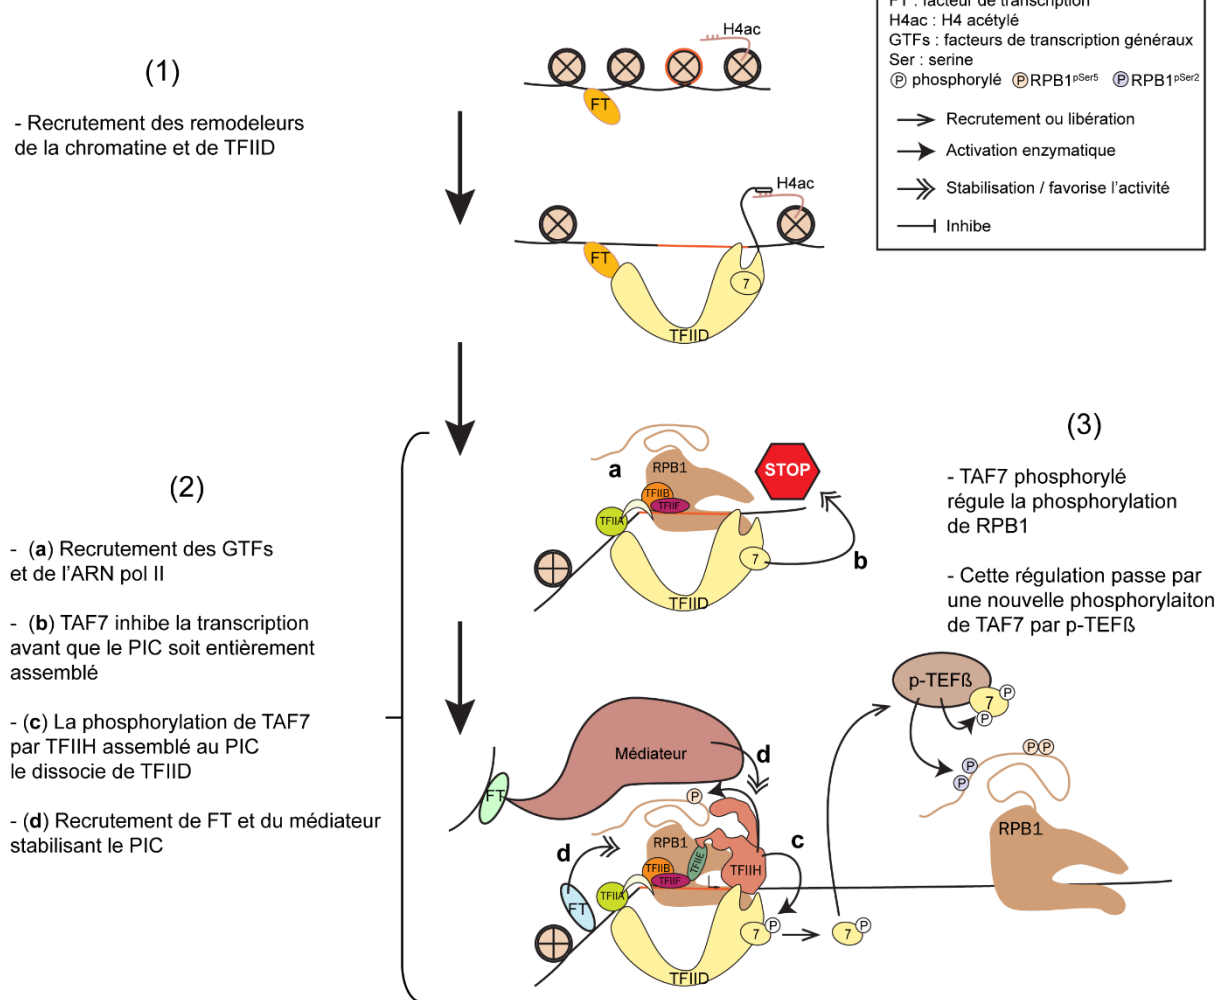 FT : facteur de transcription
H4ac : H4 acétylé
GTFs : facteurs de transcription généraux
Ser : serine
P phosphorylé P RPB1pSer5 P RPB1pSer2
Recrutement ou libération
Activation enzymatique
Stabilisation / favorise l'activité
Inhibe
(1)
- Recrutement des remodeleurs
de la chromatine et de TFIID
H4ac
FT
H4ac
FT
7
TFIID
(2)
- (a) Recrutement des GTFs
et de l'ARN pol II
- (b) TAF7 inhibe la transcription
avant que le PIC soit entièrement
assemblé
- (c) La phosphorylation de TAF7
par TFIIH assemblé au PIC
le dissocie de TFIID
- (d) Recrutement de FT et du médiateur
stabilisant le PIC
a
RPB1
STOP
TFIIB
TFIIF
TFIIA
7
b
TFIID
(3)
- TAF7 phosphorylé
régule la phosphorylation
de RPB1
- Cette régulation passe par
une nouvelle phosphorylaiton
de TAF7 par p-TEFß
Médiateur
d
FT
P
d
RPB1
TFIIE
TFIIH
c
TFIIB
TFIIF
TFIIA
FT
7
P
7
P
TFIID
p-TEFß
7
P
P
P
P
P
P
RPB1